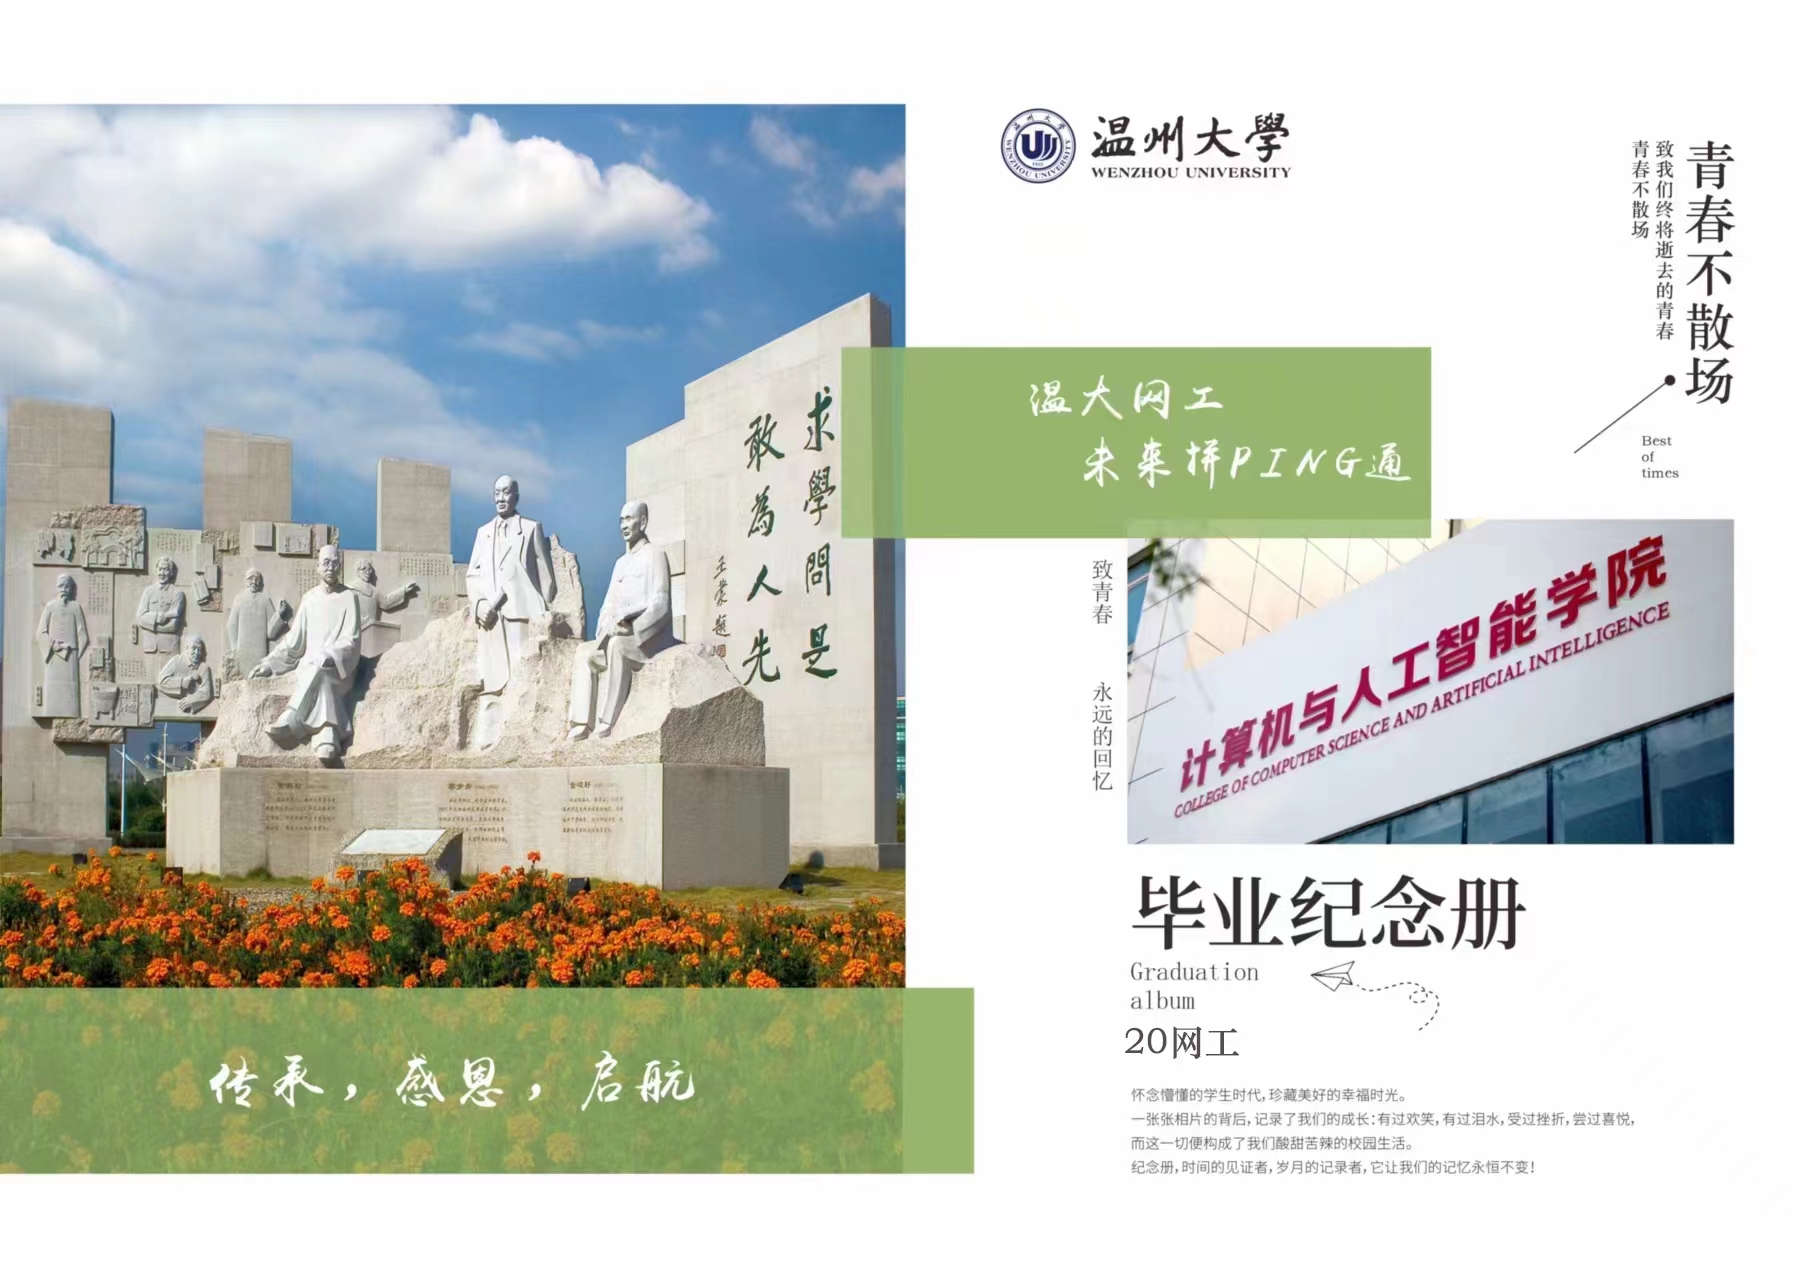 求學問是
敢為人先
王蒙題
传承，感恩，启航
温州大學
WENZHOU UNIVERSITY
青春不散场
致我们终将逝去的青春
青春不散场
Best
of
times
温大网工
未来拼PING通
致青春 永远的回忆
计算机与人工智能学院
COLLEGE OF COMPUTER SCIENCE AND ARTIFICIAL INTELLIGENCE
毕业纪念册
Graduation
album
20网工
怀念懵懂的学生时代，珍藏美好的幸福时光。
一张张相片的背后，记录了我们的成长：有过欢笑，有过泪水，受过挫折，尝过喜悦，
而这一切便构成了我们酸甜苦辣的校园生活。
纪念册，时间的见证者，岁月的记录者，它让我们的记忆永恒不变！